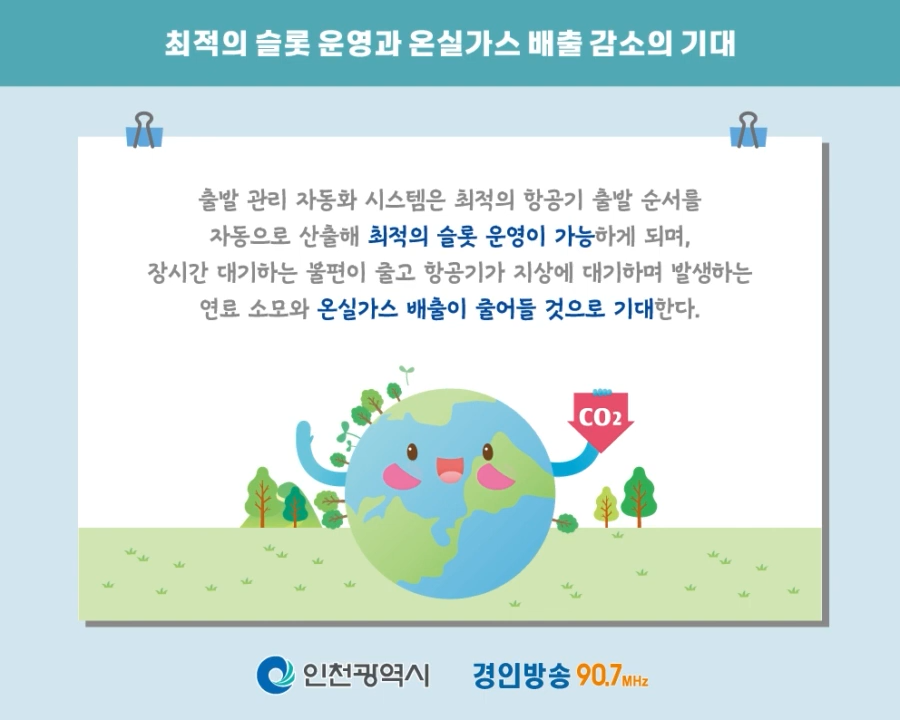 최적의 슬롯 운영과 온실가스 배출 감소의 기대
출발 관리 자동화 시스템은 최적의 항공기 출발 순서를
자동으로 산출해 최적의 슬롯 운영이 가능하게 되며,
장시간 대기하는 불편이 줄고 항공기가 지상에 대기하며 발생하는
연료 소모와 온실가스 배출이 줄어들 것으로 기대한다.
CO2
인천광역시
경인방송 90.7MHz